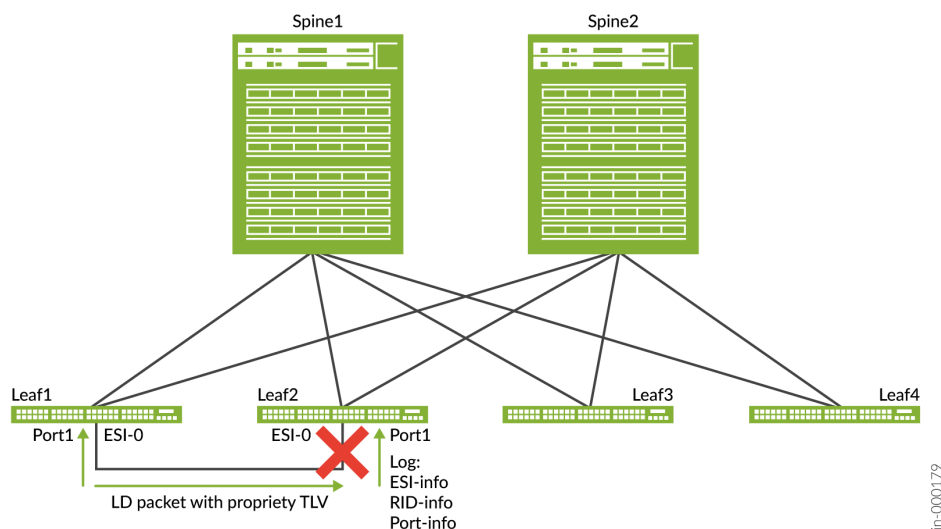 Spine1
Spine2
Leaf1
Leaf2
Leaf3
Leaf4
Port1
ESI-0
ESI-0
Port1
Log:
ESI-info
RID-info
Port-info
LD packet with propriety TLV